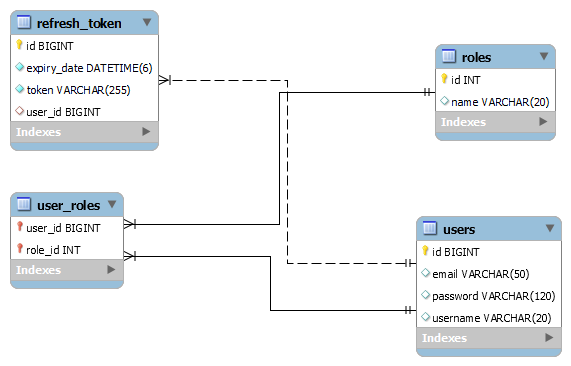 refresh_token
id BIGINT
expiry_date DATETIME(6)
token VARCHAR(255)
user_id BIGINT
Indexes
roles
id INT
name VARCHAR(20)
Indexes
user_roles
user_id BIGINT
role_id INT
Indexes
users
id BIGINT
email VARCHAR(50)
password VARCHAR(120)
username VARCHAR(20)
Indexes